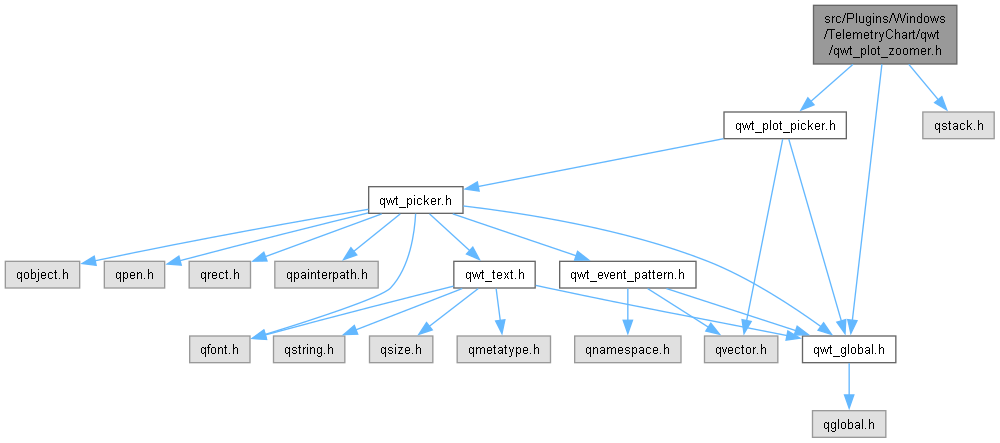 src/Plugins/Windows
/TelemetryChart/qwt
/qwt_plot_zoomer.h
qwt_plot_picker.h
qstack.h
qwt_picker.h
qobject.h
qpen.h
qrect.h
qpainterpath.h
qwt_text.h
qwt_event_pattern.h
qfont.h
qstring.h
qsize.h
qmetatype.h
qnamespace.h
qvector.h
qwt_global.h
qglobal.h